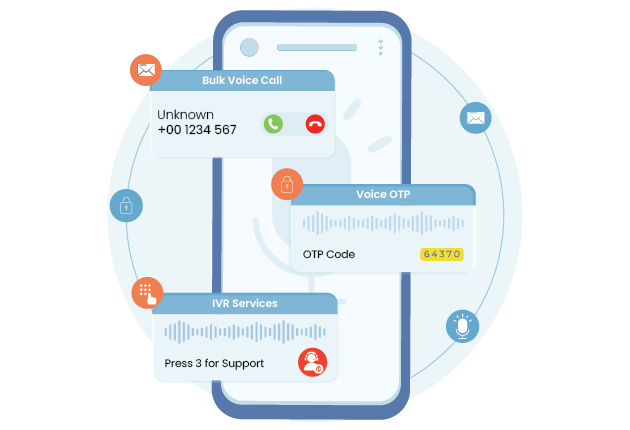 Bulk Voice Call
Unknown
+00 1234 567
Voice OTP
OTP Code
64370
IVR Services
Press 3 for Support